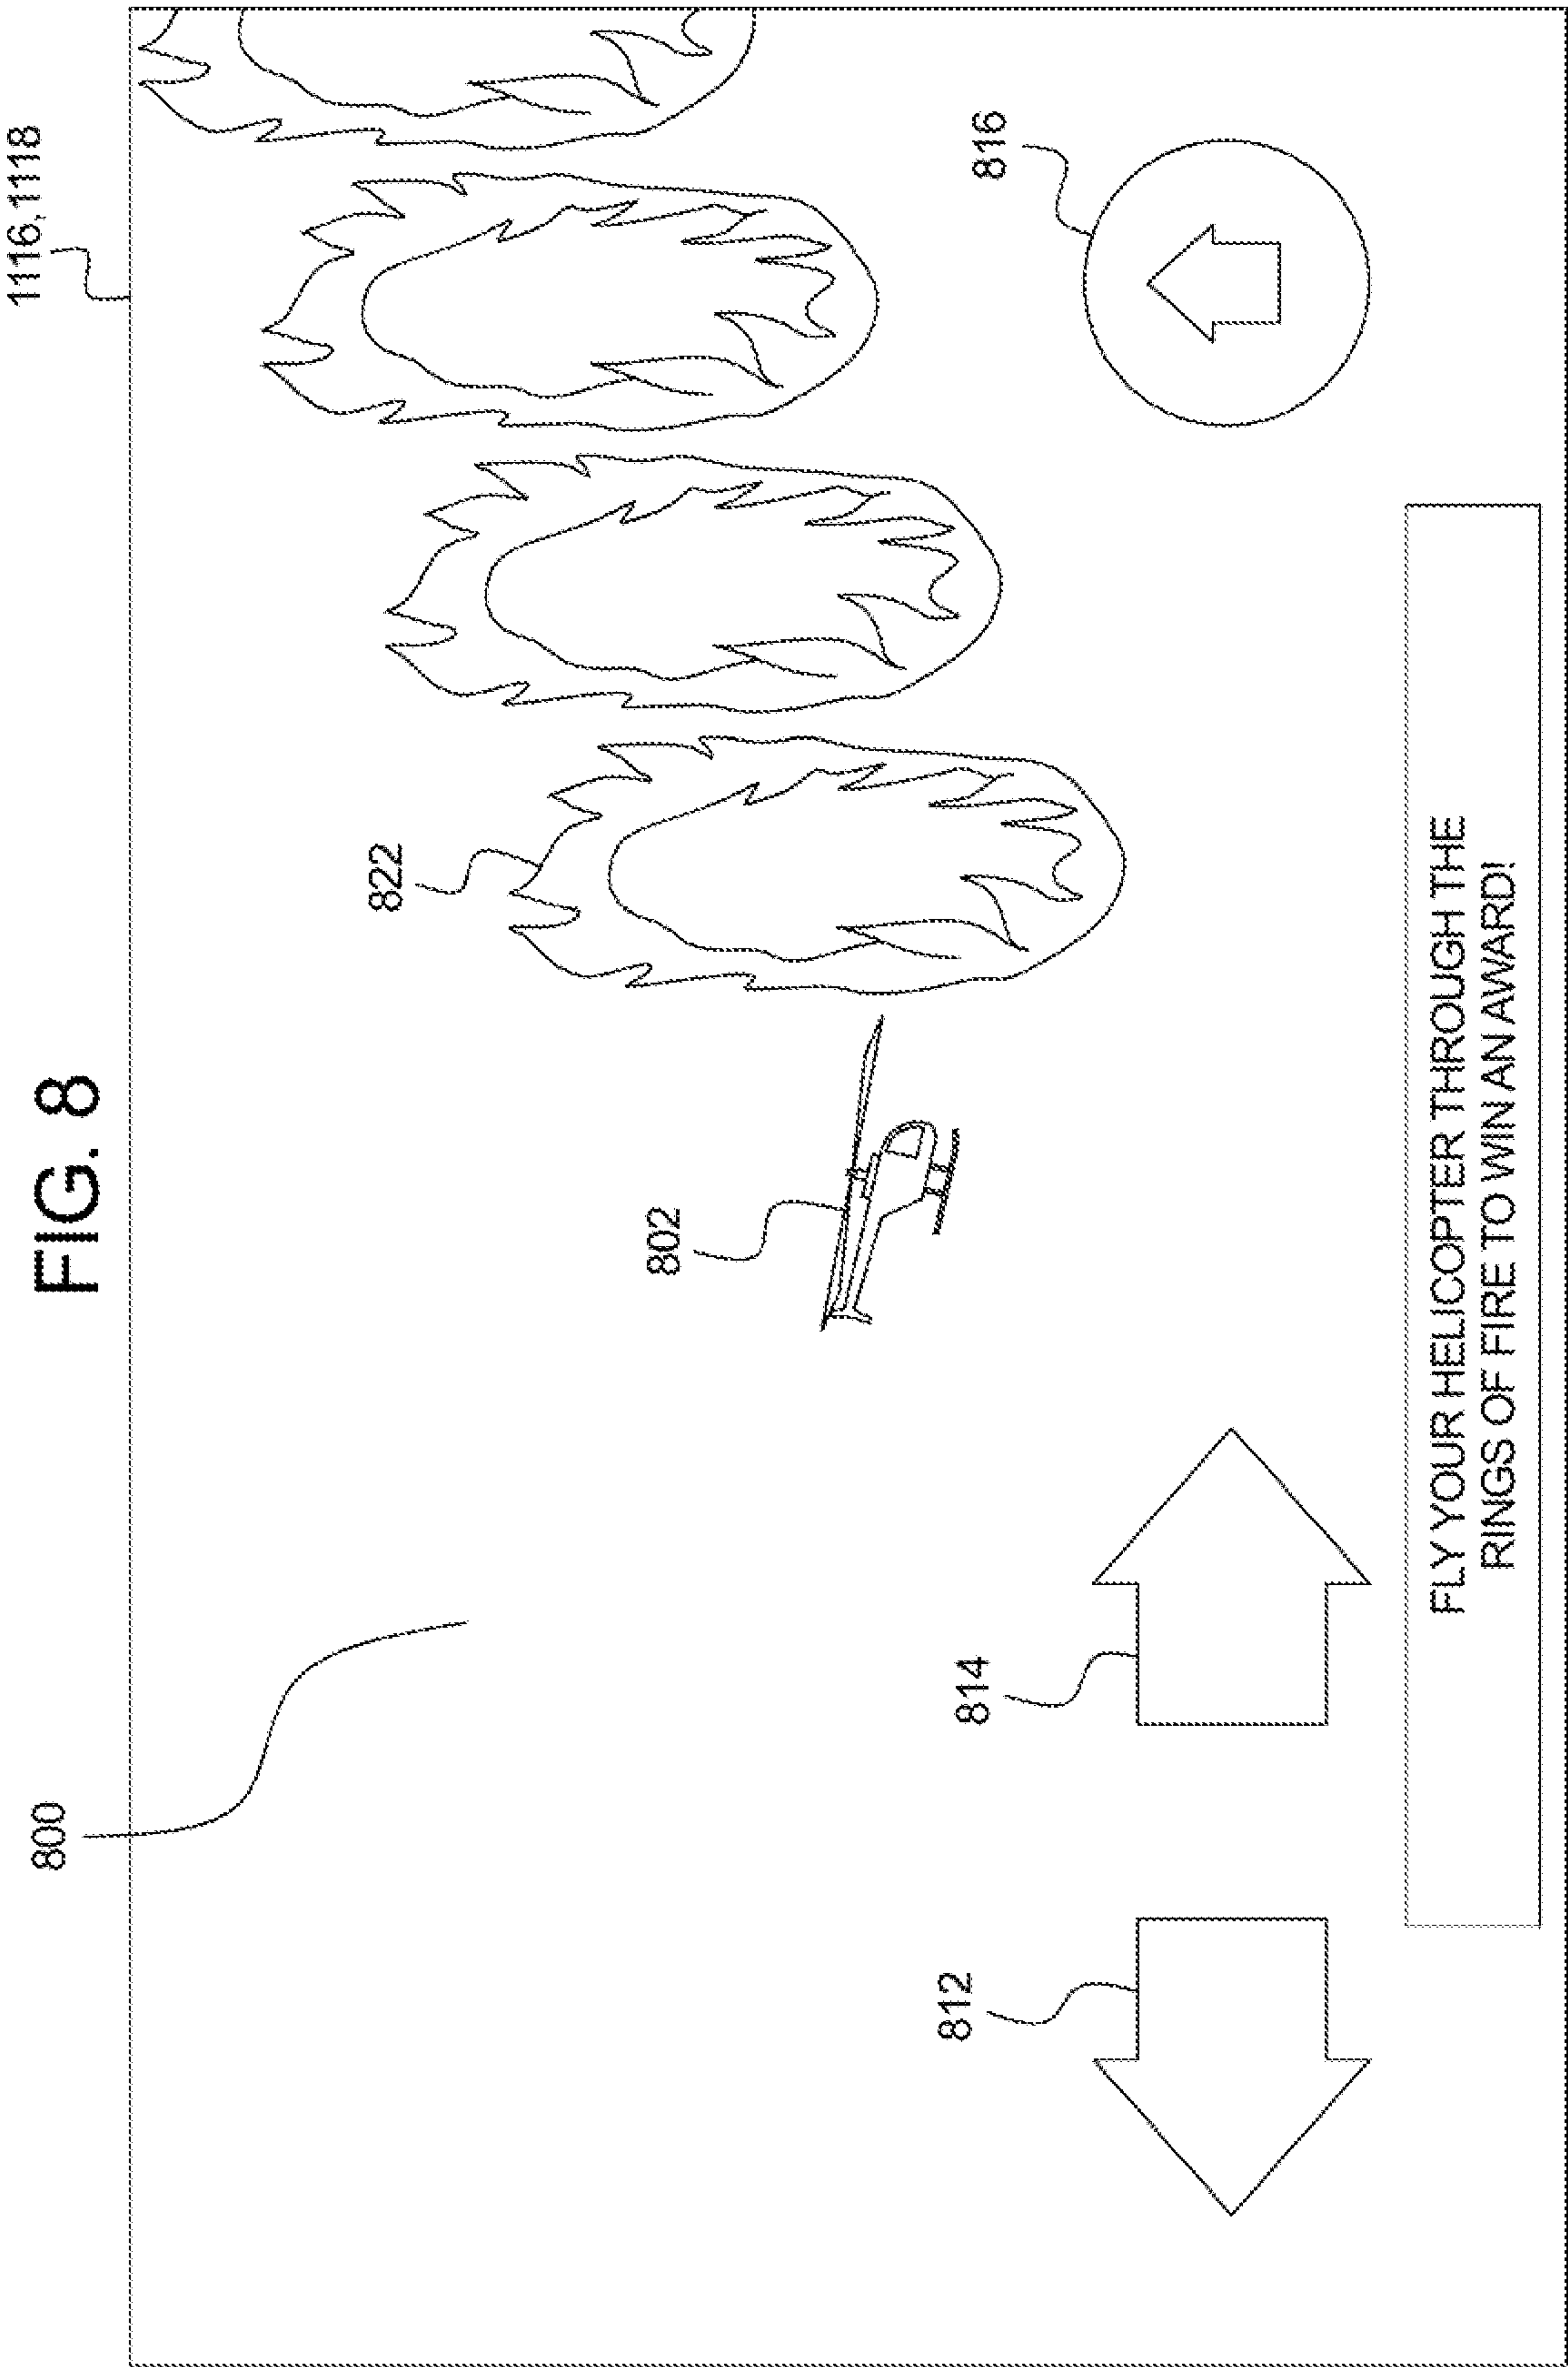 FIG. 8
1116, 1118
800
822
802
816
814
812
FLY YOUR HELICOPTER THROUGH THE
RINGS OF FIRE TO WIN AN AWARD!